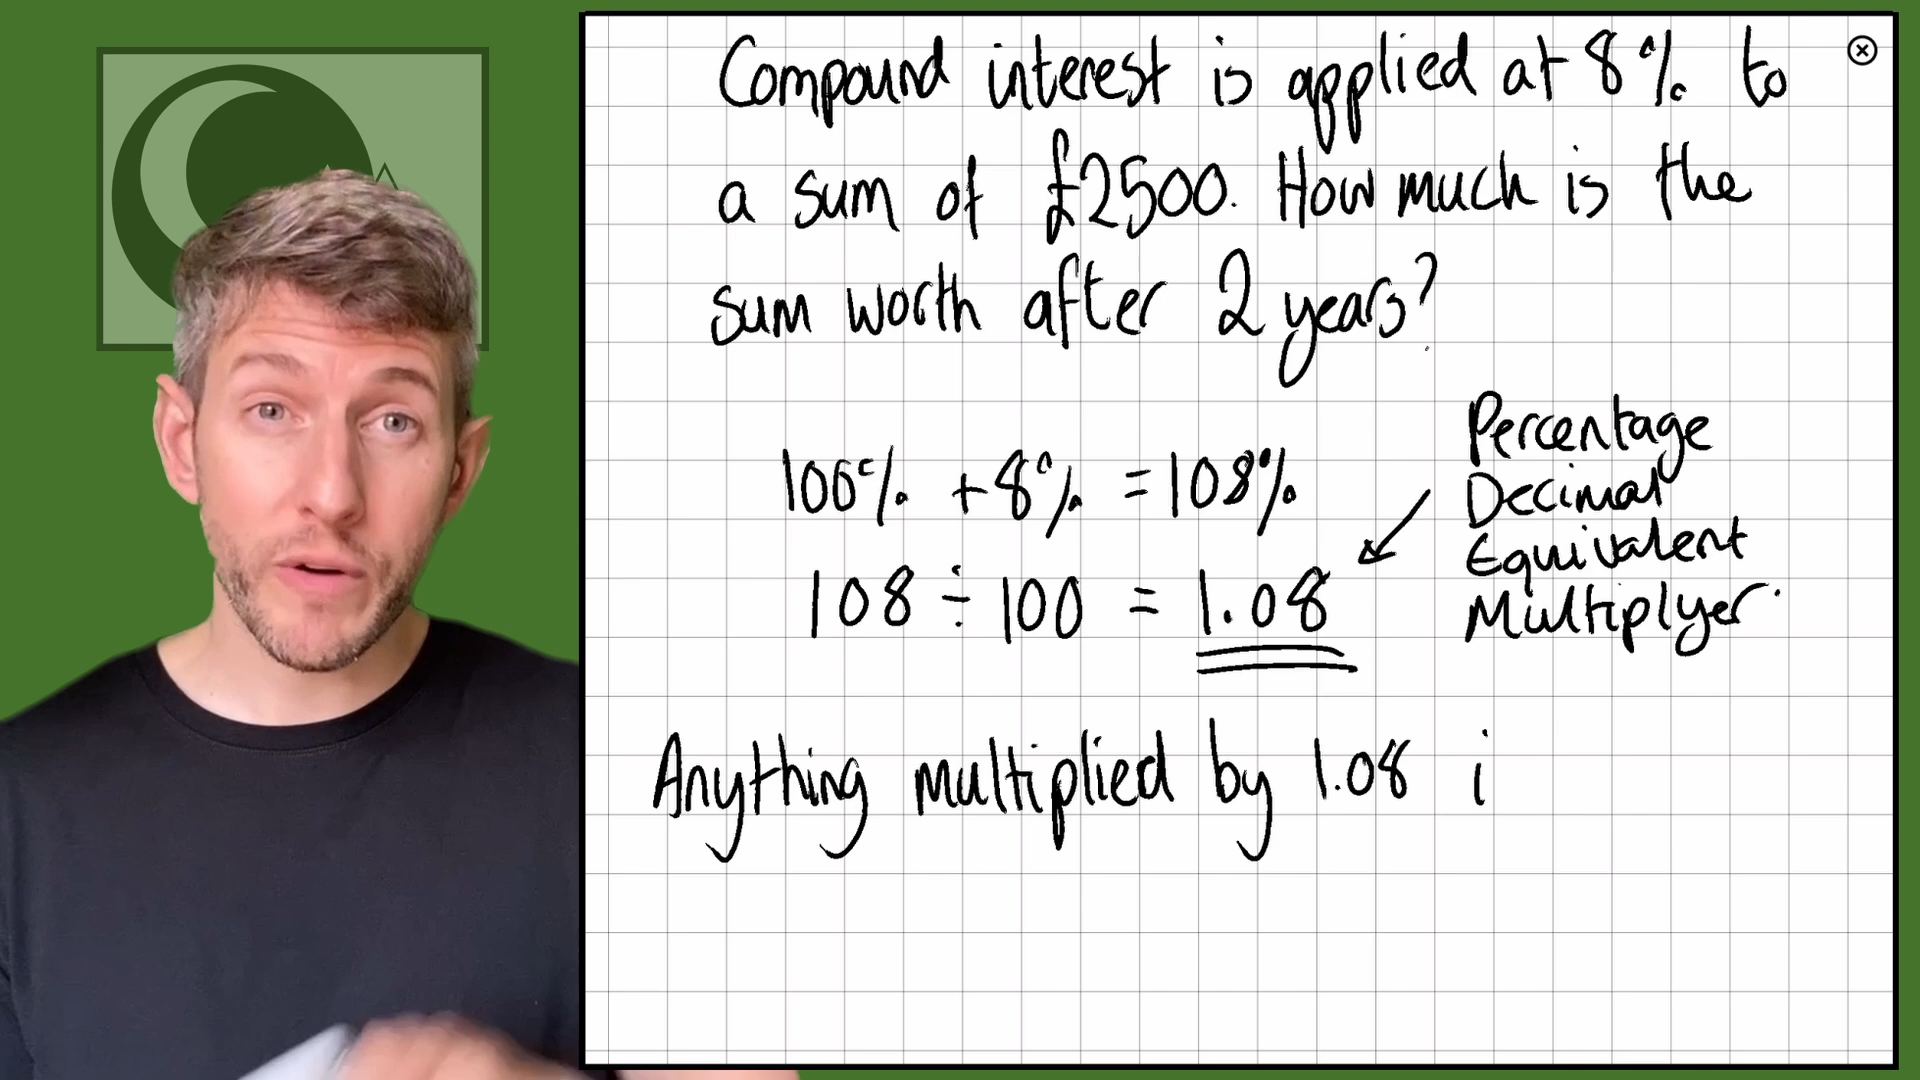 Compound interest is applied at 8% to
a sum of £2500. How much is the
sum worth after 2 years?
100% + 8% = 108%
108 ÷ 100 = 1.08
Percentage
Decimal
Equivalent
Multiplyer
Anything multiplied by 1.08 i